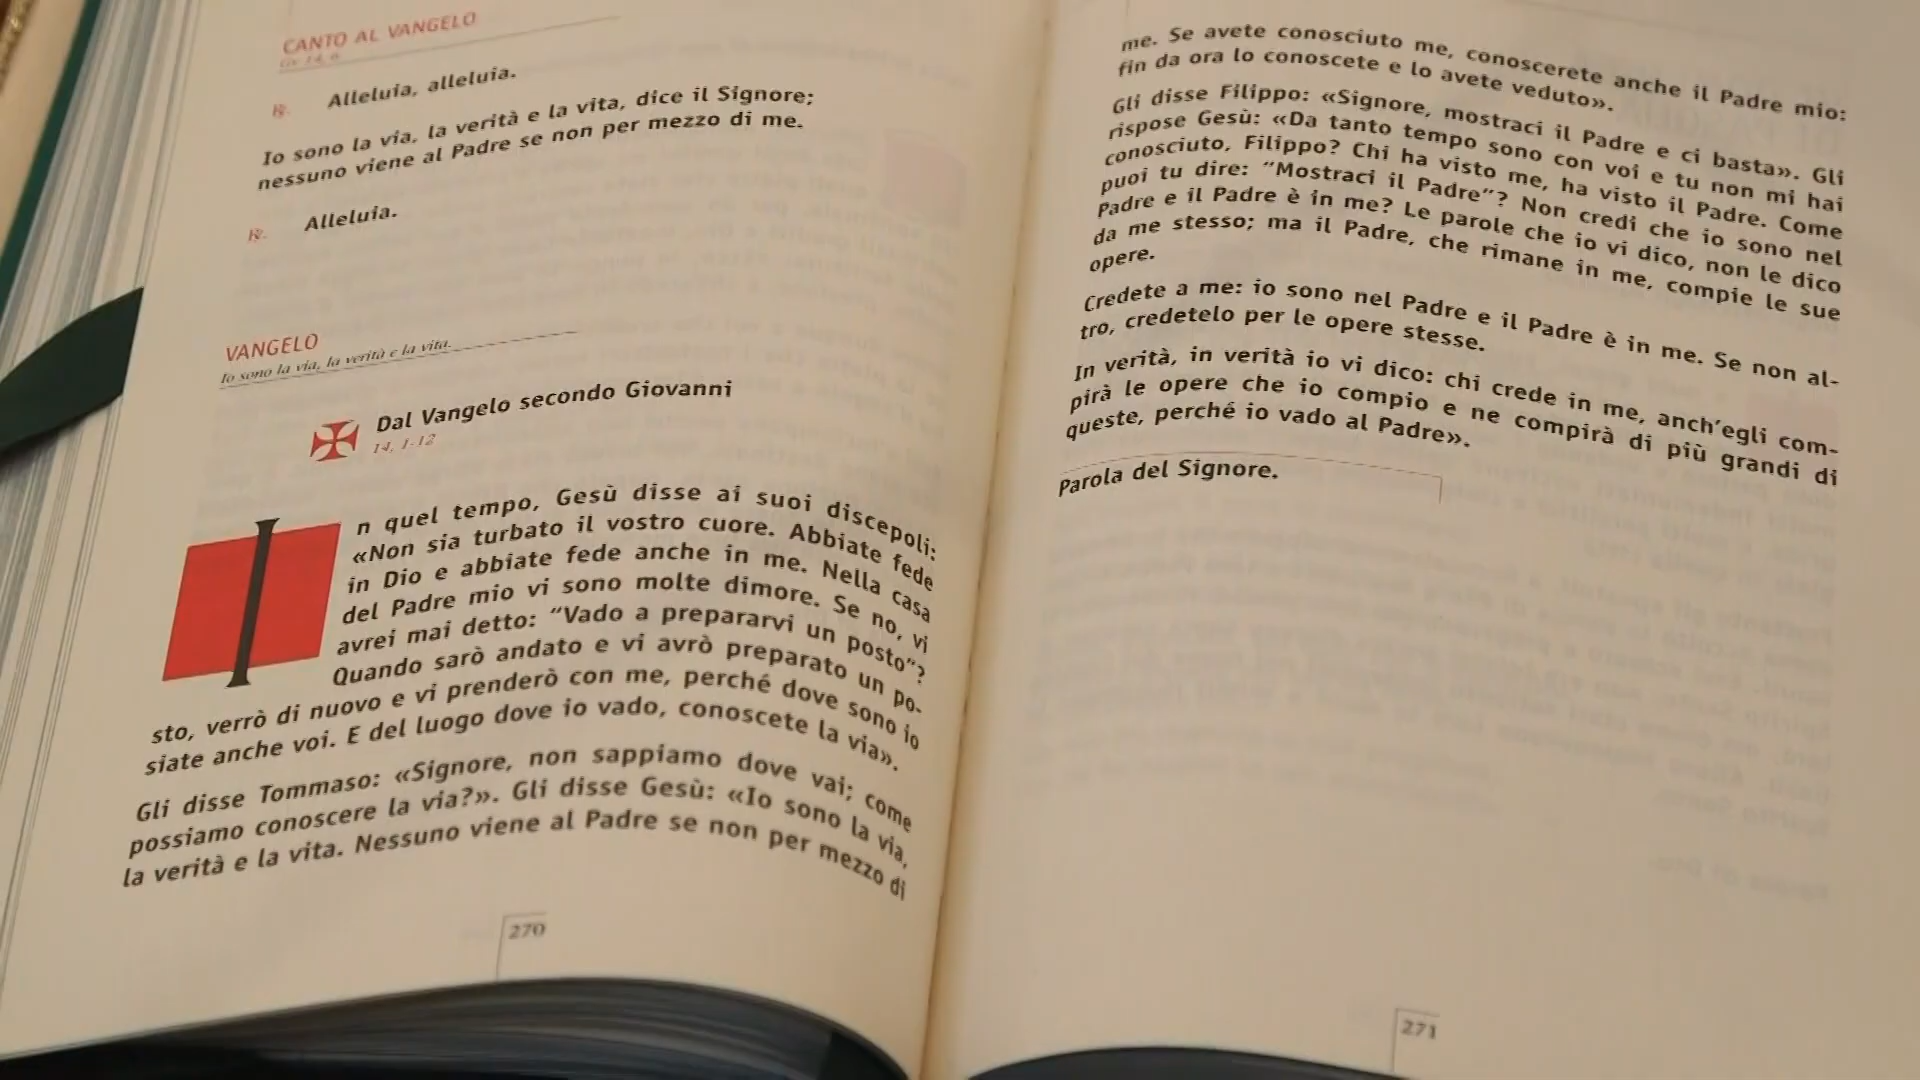 CANTO AL VANGELO
Gv 14, 6
℟. Alleluia, alleluia.
Io sono la via, la verità e la vita, dice il Signore;
nessuno viene al Padre se non per mezzo di me.
℟. Alleluia.
VANGELO
Io sono la via, la verità e la vita.
Dal Vangelo secondo Giovanni
14, 1-12
In quel tempo, Gesù disse ai suoi discepoli:
«Non sia turbato il vostro cuore. Abbiate fede
in Dio e abbiate fede anche in me. Nella casa
del Padre mio vi sono molte dimore. Se no, vi
avrei mai detto: “Vado a prepararvi un posto”?
Quando sarò andato e vi avrò preparato un po-
sto, verrò di nuovo e vi prenderò con me, perché dove sono io
siate anche voi. E del luogo dove io vado, conoscete la via».
Gli disse Tommaso: «Signore, non sappiamo dove vai; come
possiamo conoscere la via?». Gli disse Gesù: «Io sono la via,
la verità e la vita. Nessuno viene al Padre se non per mezzo di
270
me. Se avete conosciuto me, conoscerete anche il Padre mio:
fin da ora lo conoscete e lo avete veduto».
Gli disse Filippo: «Signore, mostraci il Padre e ci basta». Gli
rispose Gesù: «Da tanto tempo sono con voi e tu non mi hai
conosciuto, Filippo? Chi ha visto me, ha visto il Padre. Come
puoi tu dire: “Mostraci il Padre”? Non credi che io sono nel
Padre e il Padre è in me? Le parole che io vi dico, non le dico
da me stesso; ma il Padre, che rimane in me, compie le sue
opere.
Credete a me: io sono nel Padre e il Padre è in me. Se non al-
tro, credetelo per le opere stesse.
In verità, in verità io vi dico: chi crede in me, anch’egli com-
pirà le opere che io compio e ne compirà di più grandi di
queste, perché io vado al Padre».
Parola del Signore.
271